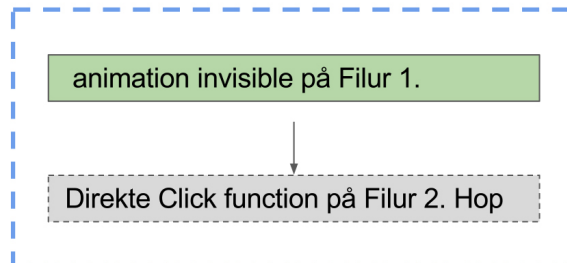 animation invisible på Filur 1.
Direkte Click function på Filur 2. Hop